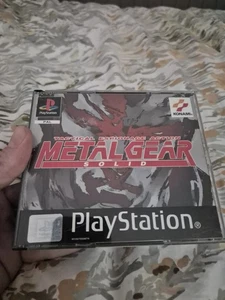 KONAMI
TACTICAL ESPIONAGE ACTION
METAL GEAR
SOLID
PlayStation